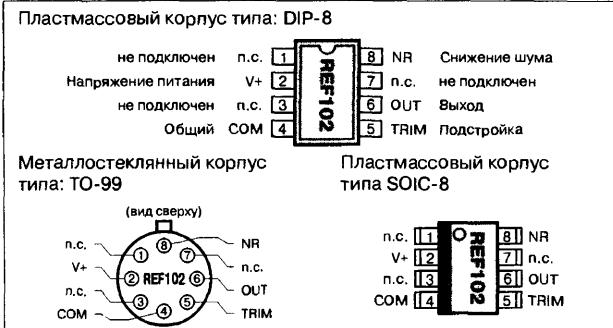 Пластмассовый корпус типа: DIP-8
не подключен n.c. 1 8 NR Снижение шума
Напряжение питания V+ 2 7 n.c. не подключен
не подключен n.c. 3 6 OUT Выход
Общий COM 4 5 TRIM Подстройка
REF102
Металлостеклянный корпус типа: TO-99
(вид сверху)
n.c. 1 8 NR
V+ 2 REF102 7 n.c.
n.c. 3 6 OUT
COM 4 5 TRIM
Пластмассовый корпус типа SOIC-8
n.c. 1 8 NR
V+ 2 7 n.c.
n.c. 3 6 OUT
COM 4 5 TRIM
REF102